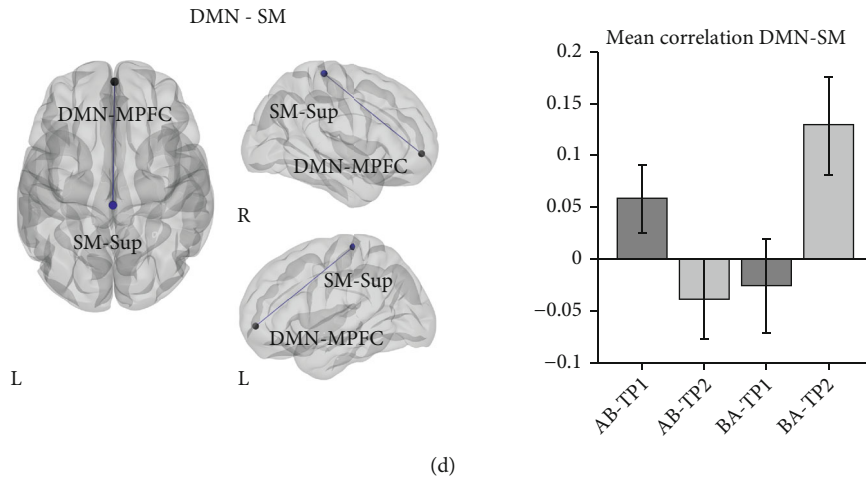 DMN - SM
DMN-MPFC
SM-Sup
L
SM-Sup
DMN-MPFC
R
SM-Sup
DMN-MPFC
L
Mean correlation DMN-SM
0.2
0.15
0.1
0.05
0
−0.05
−0.1
AB-TP1
AB-TP2
BA-TP1
BA-TP2
(d)